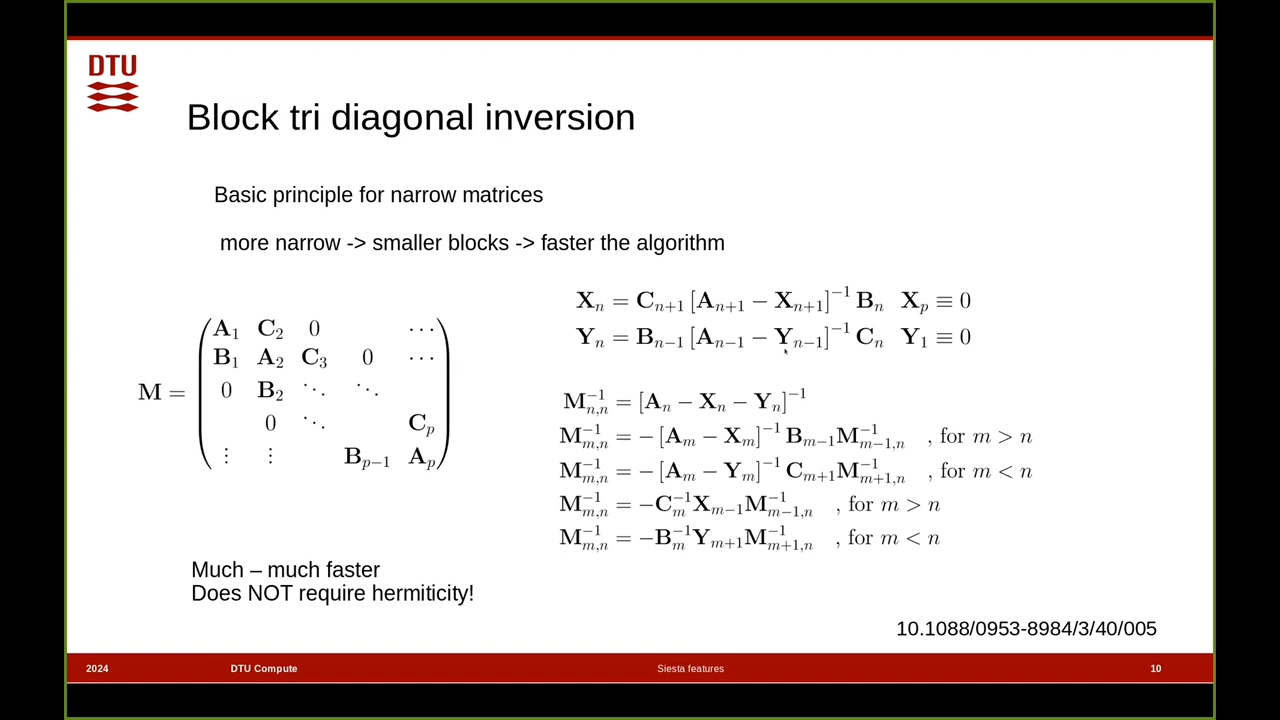 DTU
Block tri diagonal inversion
Basic principle for narrow matrices
more narrow -> smaller blocks -> faster the algorithm
X_n = C_{n+1} [A_{n+1} − X_{n+1}]^{−1} B_n   X_p ≡ 0
Y_n = B_{n−1} [A_{n−1} − Y_{n−1}]^{−1} C_n   Y_1 ≡ 0
A_1 C_2 0 ⋯
B_1 A_2 C_3 0 ⋯
M = 0 B_2 ⋱ ⋱
0 ⋱ C_p
⋮ ⋮ B_{p−1} A_p
M^{−1}_{n,n} = [A_n − X_n − Y_n]^{−1}
M^{−1}_{m,n} = − [A_m − X_m]^{−1} B_{m−1} M^{−1}_{m−1,n} , for m > n
M^{−1}_{m,n} = − [A_m − Y_m]^{−1} C_{m+1} M^{−1}_{m+1,n} , for m < n
M^{−1}_{m,n} = −C^{−1}_m X_{m−1} M^{−1}_{m−1,n} , for m > n
M^{−1}_{m,n} = −B^{−1}_m Y_{m+1} M^{−1}_{m+1,n} , for m < n
Much – much faster
Does NOT require hermiticity!
10.1088/0953-8984/3/40/005
2024 DTU Compute Siesta features 10